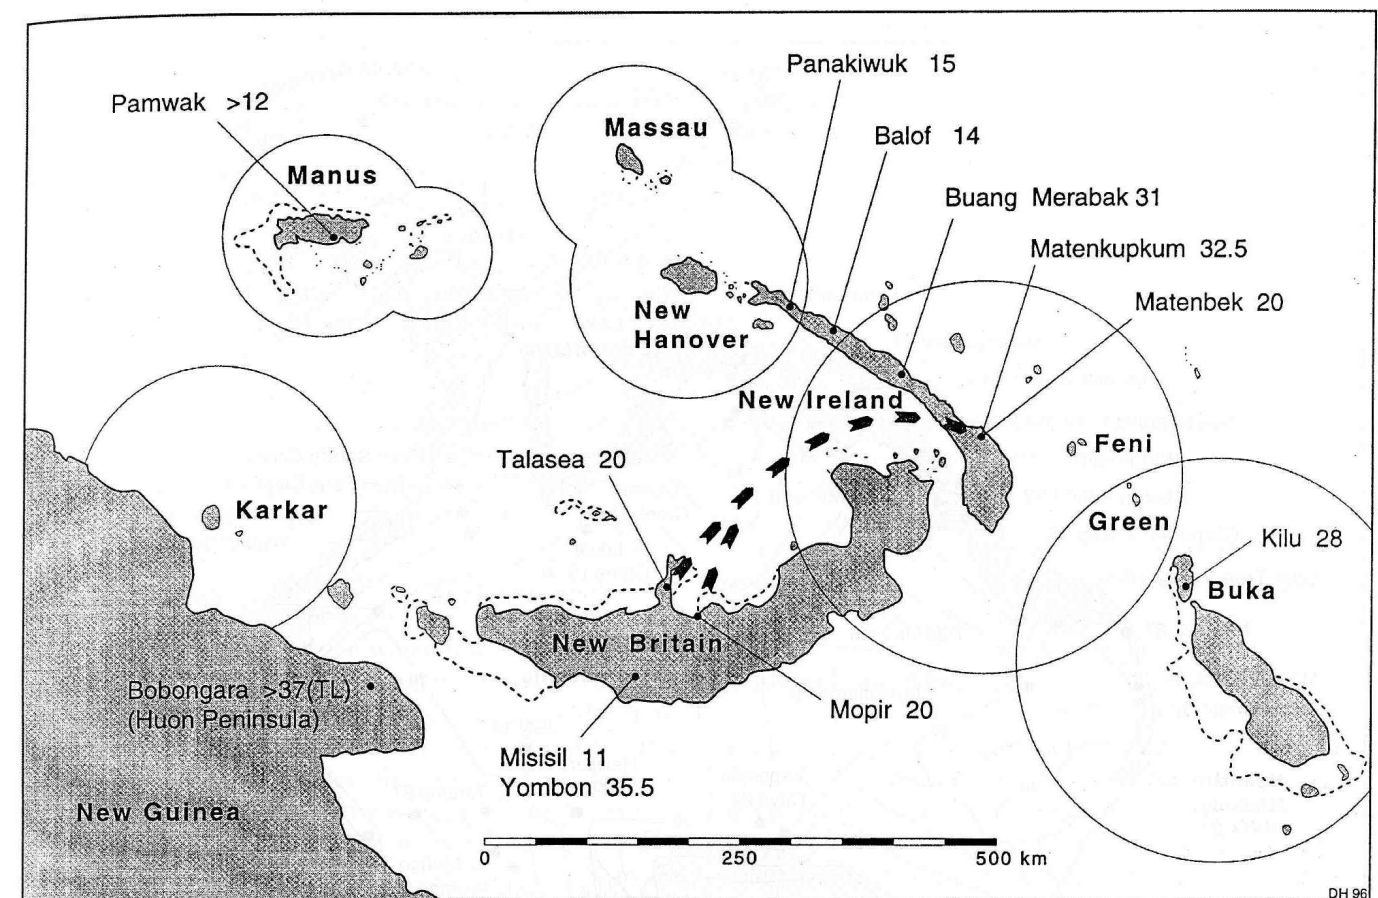 Panakiwuk 15
Pamwak >12
Massau
Balof 14
Manus
Buang Merabak 31
Matenkupkum 32.5
Matenbek 20
New
Hanover
New Ireland
Feni
Talasea 20
Karkar
Green
Kilu 28
Buka
New Britain
Bobongara >37(TL)
(Huon Peninsula)
Mopir 20
Misisil 11
Yombon 35.5
New Guinea
0 250 500 km
DH 96